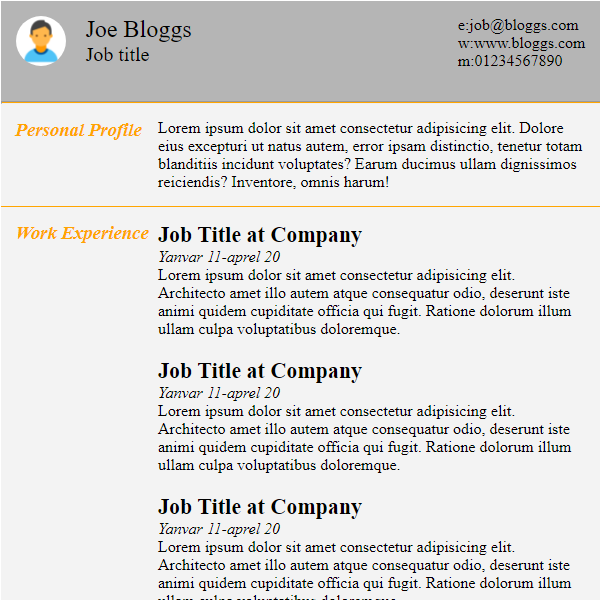 Joe Bloggs
Job title
e:job@bloggs.com
w:www.bloggs.com
m:01234567890
Personal Profile
Lorem ipsum dolor sit amet consectetur adipisicing elit. Dolore
eius excepturi ut natus autem, error ipsam distinctio, tenetur totam
blanditiis incidunt voluptates? Earum ducimus ullam dignissimos
reiciendis? Inventore, omnis harum!
Work Experience
Job Title at Company
Yanvar 11-aprel 20
Lorem ipsum dolor sit amet consectetur adipisicing elit.
Architecto amet illo autem atque consequatur odio, deserunt iste
animi quidem cupiditate officia qui fugit. Ratione dolorum illum
ullam culpa voluptatibus doloremque.
Job Title at Company
Yanvar 11-aprel 20
Lorem ipsum dolor sit amet consectetur adipisicing elit.
Architecto amet illo autem atque consequatur odio, deserunt iste
animi quidem cupiditate officia qui fugit. Ratione dolorum illum
ullam culpa voluptatibus doloremque.
Job Title at Company
Yanvar 11-aprel 20
Lorem ipsum dolor sit amet consectetur adipisicing elit.
Architecto amet illo autem atque consequatur odio, deserunt iste
animi quidem cupiditate officia qui fugit. Ratione dolorum illum